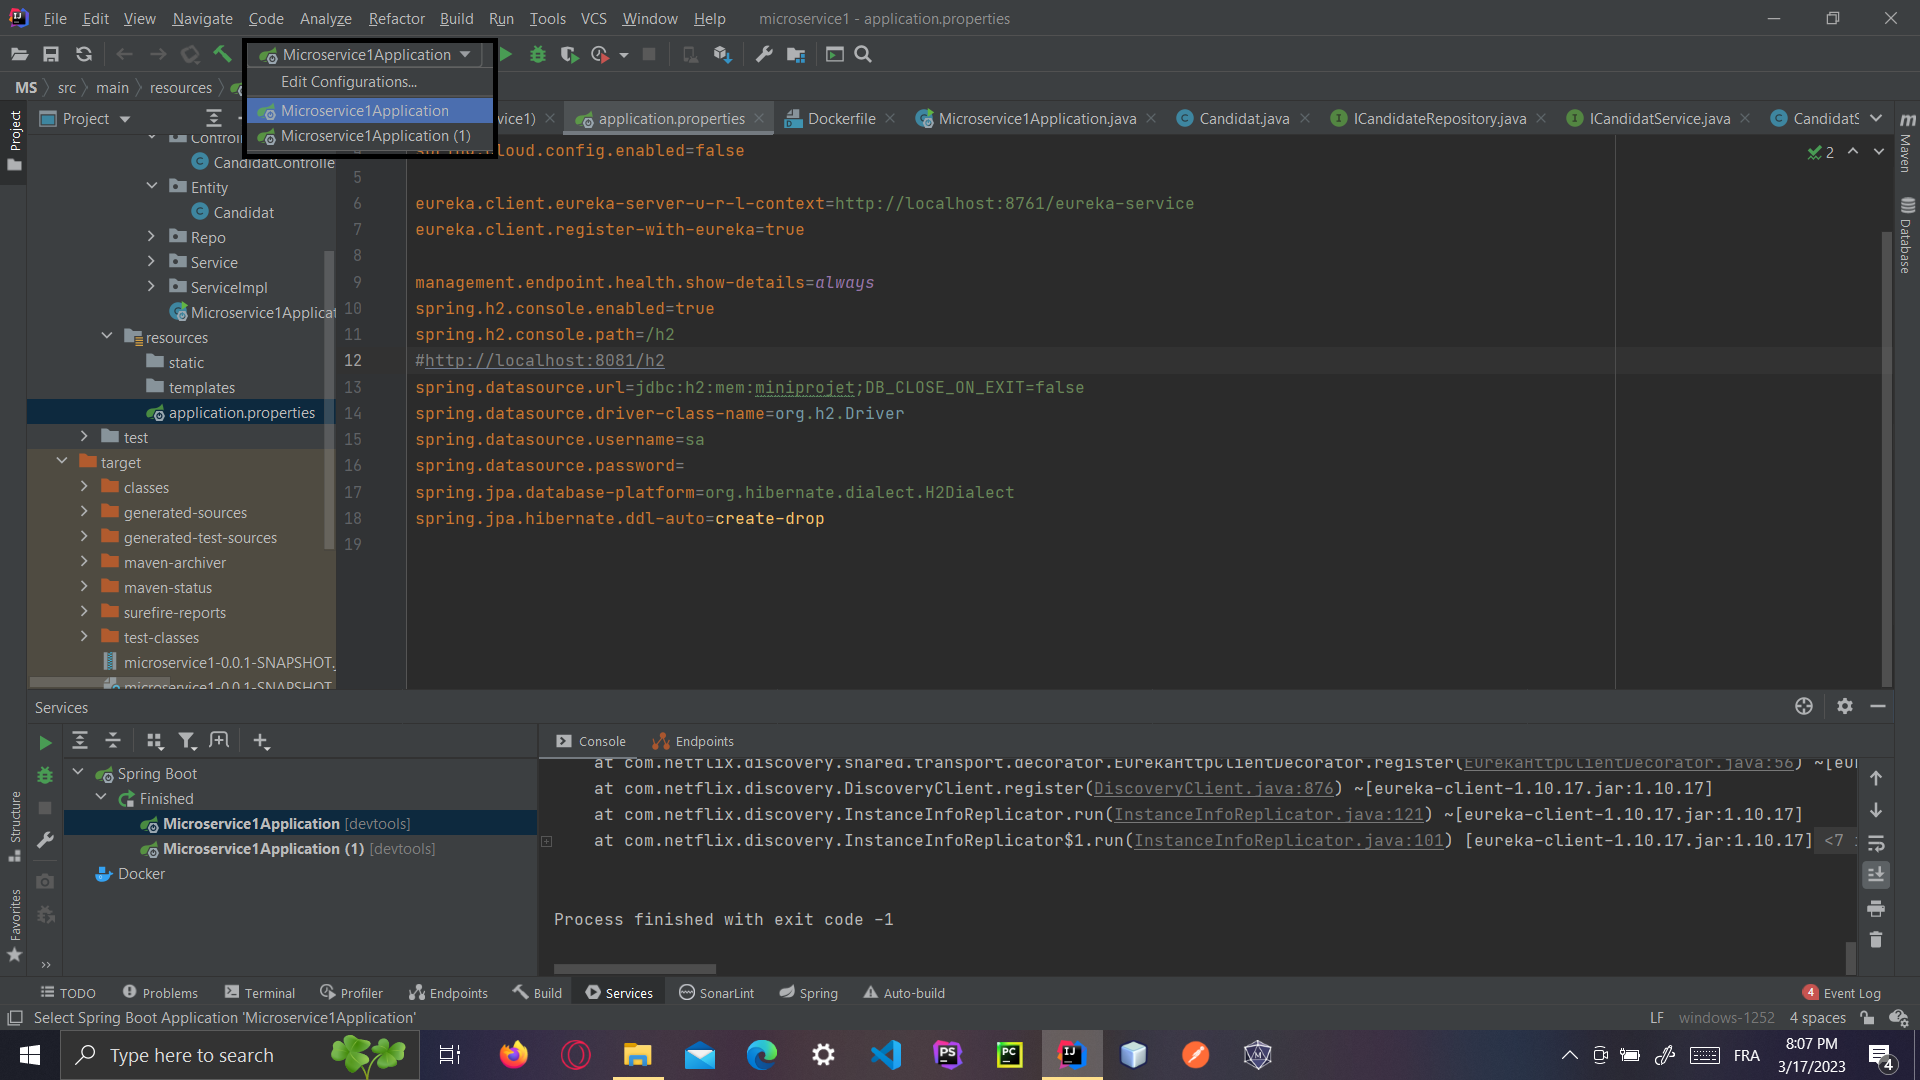 File Edit View Navigate Code Analyze Refactor Build Run Tools VCS Window Help microservice1 - application.properties
Microservice1Application
Edit Configurations...
Microservice1Application
Microservice1Application (1)
MS src main resources
Project
vice1) application.properties Dockerfile Microservice1Application.java Candidat.java ICandidateRepository.java ICandidatService.java CandidatS
Project
Maven
Database
CandidatControlle
Entity
Candidat
Repo
Service
ServiceImpl
Microservice1Applicat
resources
static
templates
application.properties
test
target
classes
generated-sources
generated-test-sources
maven-archiver
maven-status
surefire-reports
test-classes
microservice1-0.0.1-SNAPSHOT.
microservice1-0.0.1-SNAPSHOT
loud.config.enabled=false
2
5
6 eureka.client.eureka-server-u-r-l-context=http://localhost:8761/eureka-service
7 eureka.client.register-with-eureka=true
8
9 management.endpoint.health.show-details=always
10 spring.h2.console.enabled=true
11 spring.h2.console.path=/h2
12 #http://localhost:8081/h2
13 spring.datasource.url=jdbc:h2:mem:miniprojet;DB_CLOSE_ON_EXIT=false
14 spring.datasource.driver-class-name=org.h2.Driver
15 spring.datasource.username=sa
16 spring.datasource.password=
17 spring.jpa.database-platform=org.hibernate.dialect.H2Dialect
18 spring.jpa.hibernate.ddl-auto=create-drop
19
Services
Structure
Favorites
Spring Boot
Finished
Microservice1Application [devtools]
Microservice1Application (1) [devtools]
Docker
Console Endpoints
at com.netflix.discovery.shared.transport.decorator.EurekaHttpClientDecorator.register(EurekaHttpClientDecorator.java:56) ~[eur
at com.netflix.discovery.DiscoveryClient.register(DiscoveryClient.java:876) ~[eureka-client-1.10.17.jar:1.10.17]
at com.netflix.discovery.InstanceInfoReplicator.run(InstanceInfoReplicator.java:121) ~[eureka-client-1.10.17.jar:1.10.17]
at com.netflix.discovery.InstanceInfoReplicator$1.run(InstanceInfoReplicator.java:101) [eureka-client-1.10.17.jar:1.10.17] <7
Process finished with exit code -1
TODO Problems Terminal Profiler Endpoints Build Services SonarLint Spring Auto-build 4 Event Log
Select Spring Boot Application 'Microservice1Application' LF windows-1252 4 spaces
Type here to search
PS PC IJ
FRA
8:07 PM
3/17/2023
4